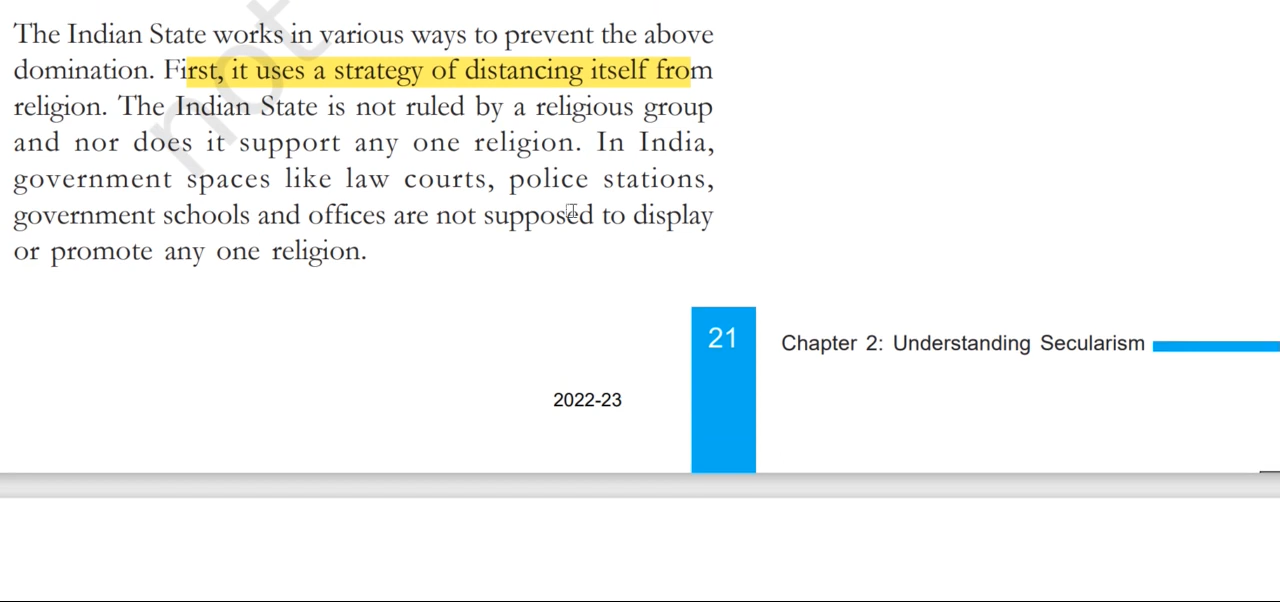 The Indian State works in various ways to prevent the above
domination. First, it uses a strategy of distancing itself from
religion. The Indian State is not ruled by a religious group
and nor does it support any one religion. In India,
government spaces like law courts, police stations,
government schools and offices are not supposed to display
or promote any one religion.
not
21
Chapter 2: Understanding Secularism
2022-23